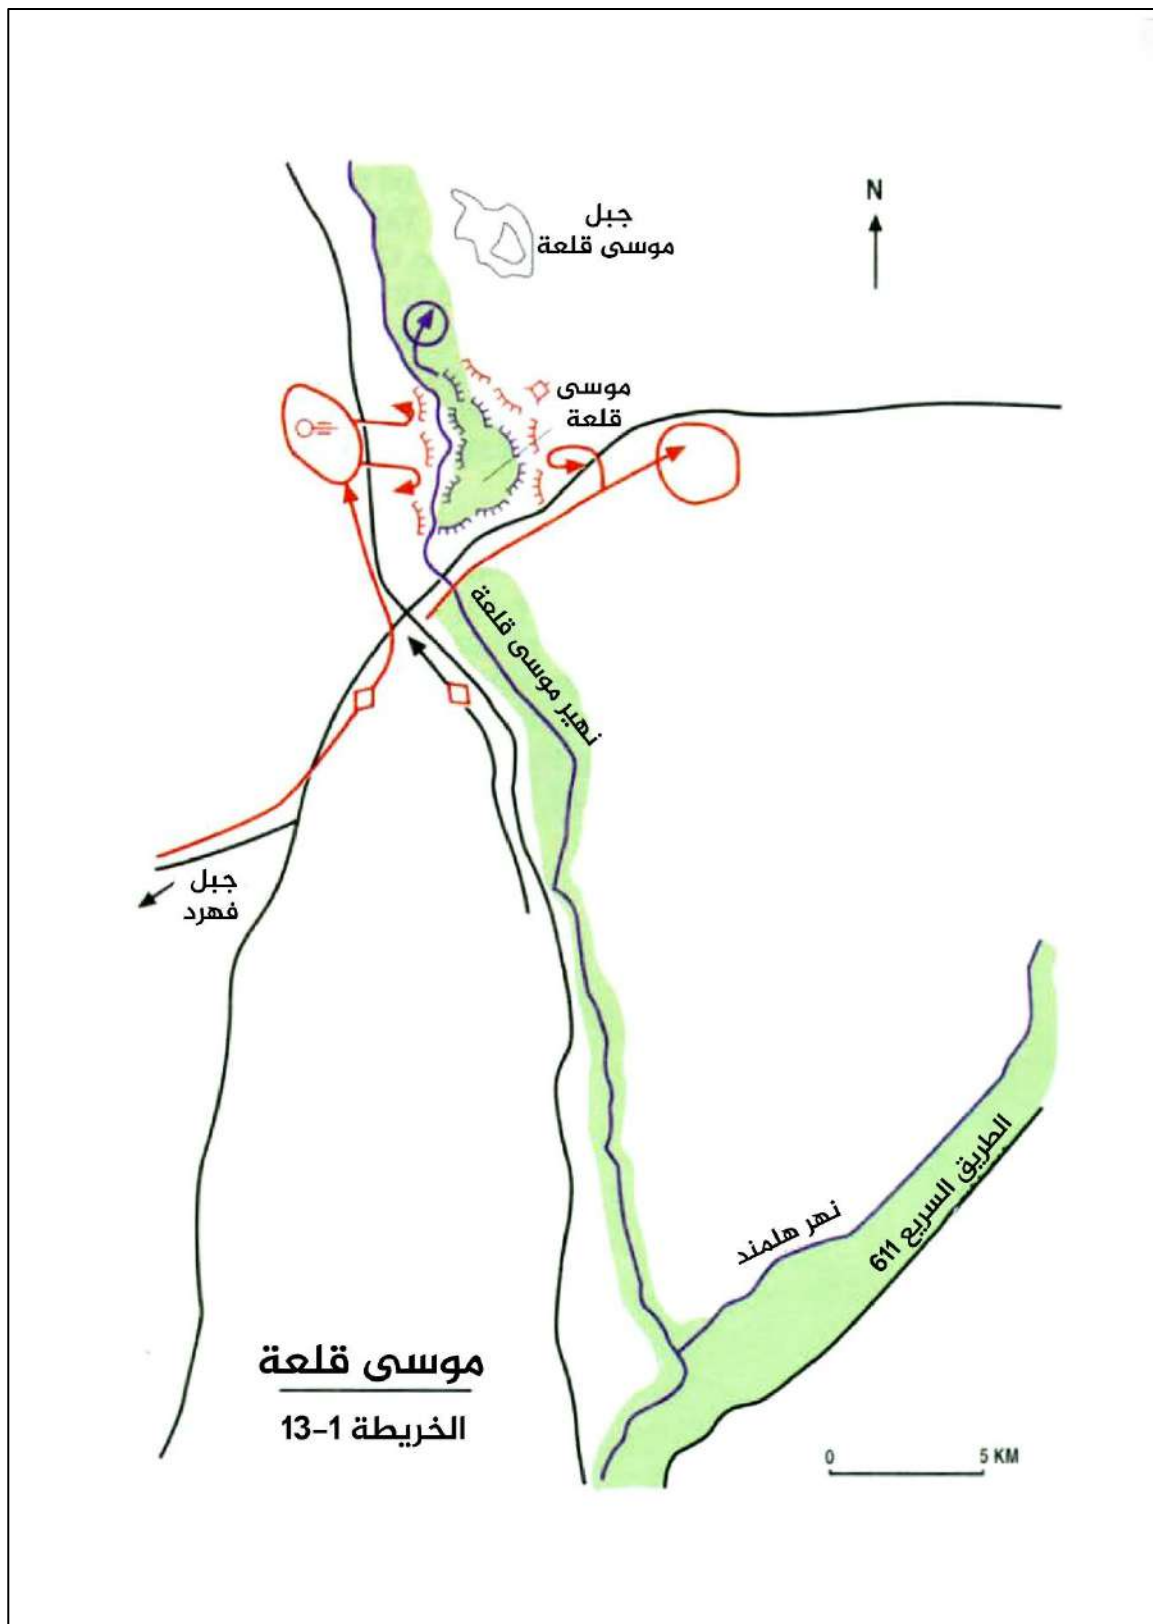 N
جبل
موسى قلعة
موسى
قلعة
نهير موسى قلعة
جبل
فهرد
الطريق السريع 611
نهر هلمند
موسى قلعة
الخريطة 1-13
0 5 KM